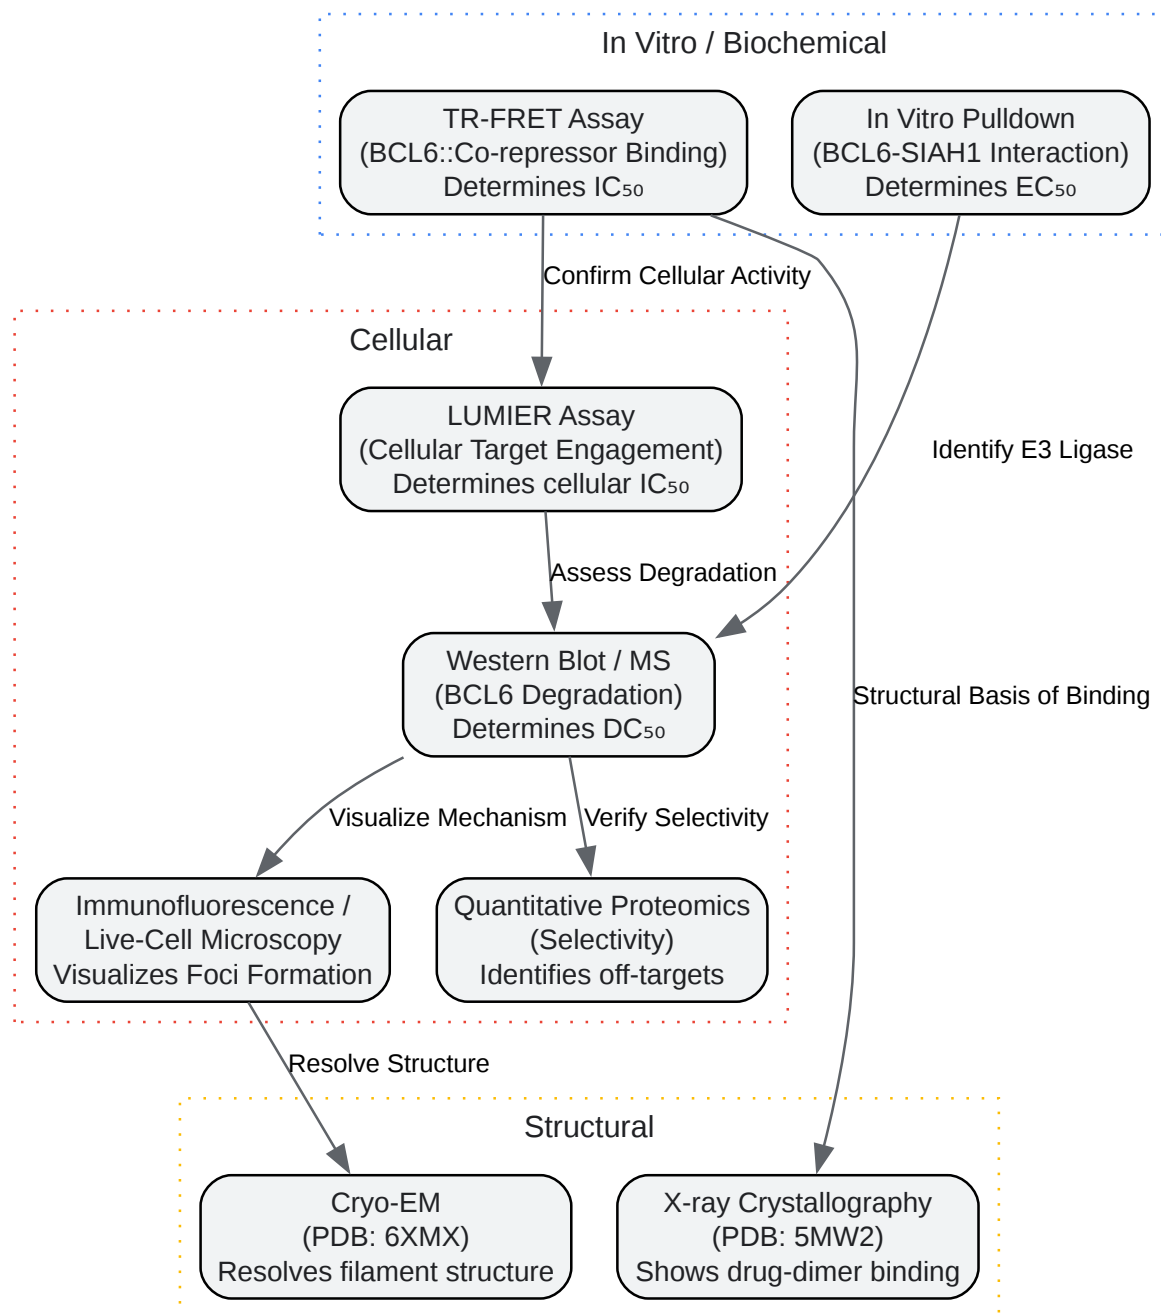 In Vitro / Biochemical
TR-FRET Assay
(BCL6::Co-repressor Binding)
Determines IC₅₀
In Vitro Pulldown
(BCL6-SIAH1 Interaction)
Determines EC₅₀
Confirm Cellular Activity
Cellular
LUMIER Assay
(Cellular Target Engagement)
Determines cellular IC₅₀
Identify E3 Ligase
Assess Degradation
Western Blot / MS
(BCL6 Degradation)
Determines DC₅₀
Structural Basis of Binding
Visualize Mechanism
Verify Selectivity
Immunofluorescence /
Live-Cell Microscopy
Visualizes Foci Formation
Quantitative Proteomics
(Selectivity)
Identifies off-targets
Resolve Structure
Structural
Cryo-EM
(PDB: 6XMX)
Resolves filament structure
X-ray Crystallography
(PDB: 5MW2)
Shows drug-dimer binding